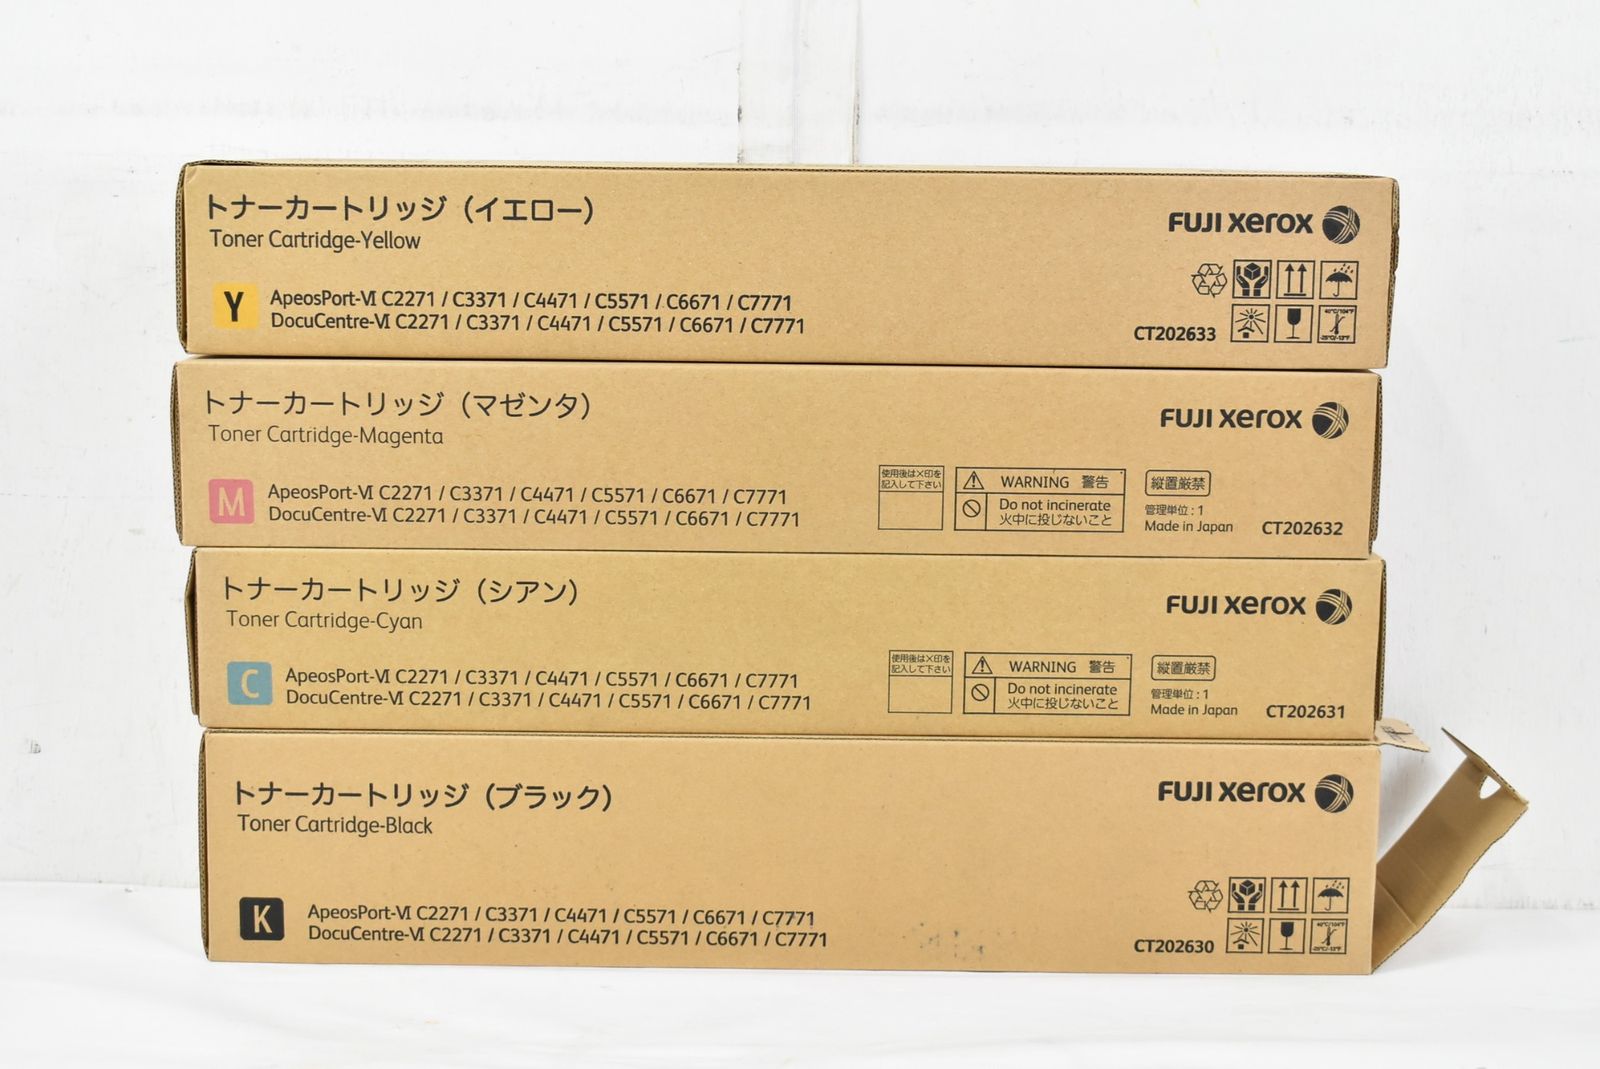 トナーカートリッジ（イエロー）
Toner Cartridge-Yellow
FUJI xerox
Y
ApeosPort-VI C2271 / C3371 / C4471 / C5571 / C6671 / C7771
DocuCentre-VI C2271 / C3371 / C4471 / C5571 / C6671 / C7771
CT202633
40℃/104℉
-25℃/-13℉
トナーカートリッジ（マゼンタ）
Toner Cartridge-Magenta
FUJI xerox
M
ApeosPort-VI C2271 / C3371 / C4471 / C5571 / C6671 / C7771
DocuCentre-VI C2271 / C3371 / C4471 / C5571 / C6671 / C7771
使用後は×印を
記入して下さい
WARNING 警告
Do not incinerate
火中に投じないこと
縦置厳禁
管理単位 : 1
Made in Japan
CT202632
トナーカートリッジ（シアン）
Toner Cartridge-Cyan
FUJI xerox
C
ApeosPort-VI C2271 / C3371 / C4471 / C5571 / C6671 / C7771
DocuCentre-VI C2271 / C3371 / C4471 / C5571 / C6671 / C7771
使用後は×印を
記入して下さい
WARNING 警告
Do not incinerate
火中に投じないこと
縦置厳禁
管理単位 : 1
Made in Japan
CT202631
トナーカートリッジ（ブラック）
Toner Cartridge-Black
FUJI xerox
K
ApeosPort-VI C2271 / C3371 / C4471 / C5571 / C6671 / C7771
DocuCentre-VI C2271 / C3371 / C4471 / C5571 / C6671 / C7771
CT202630
40℃/104℉
-25℃/-13℉